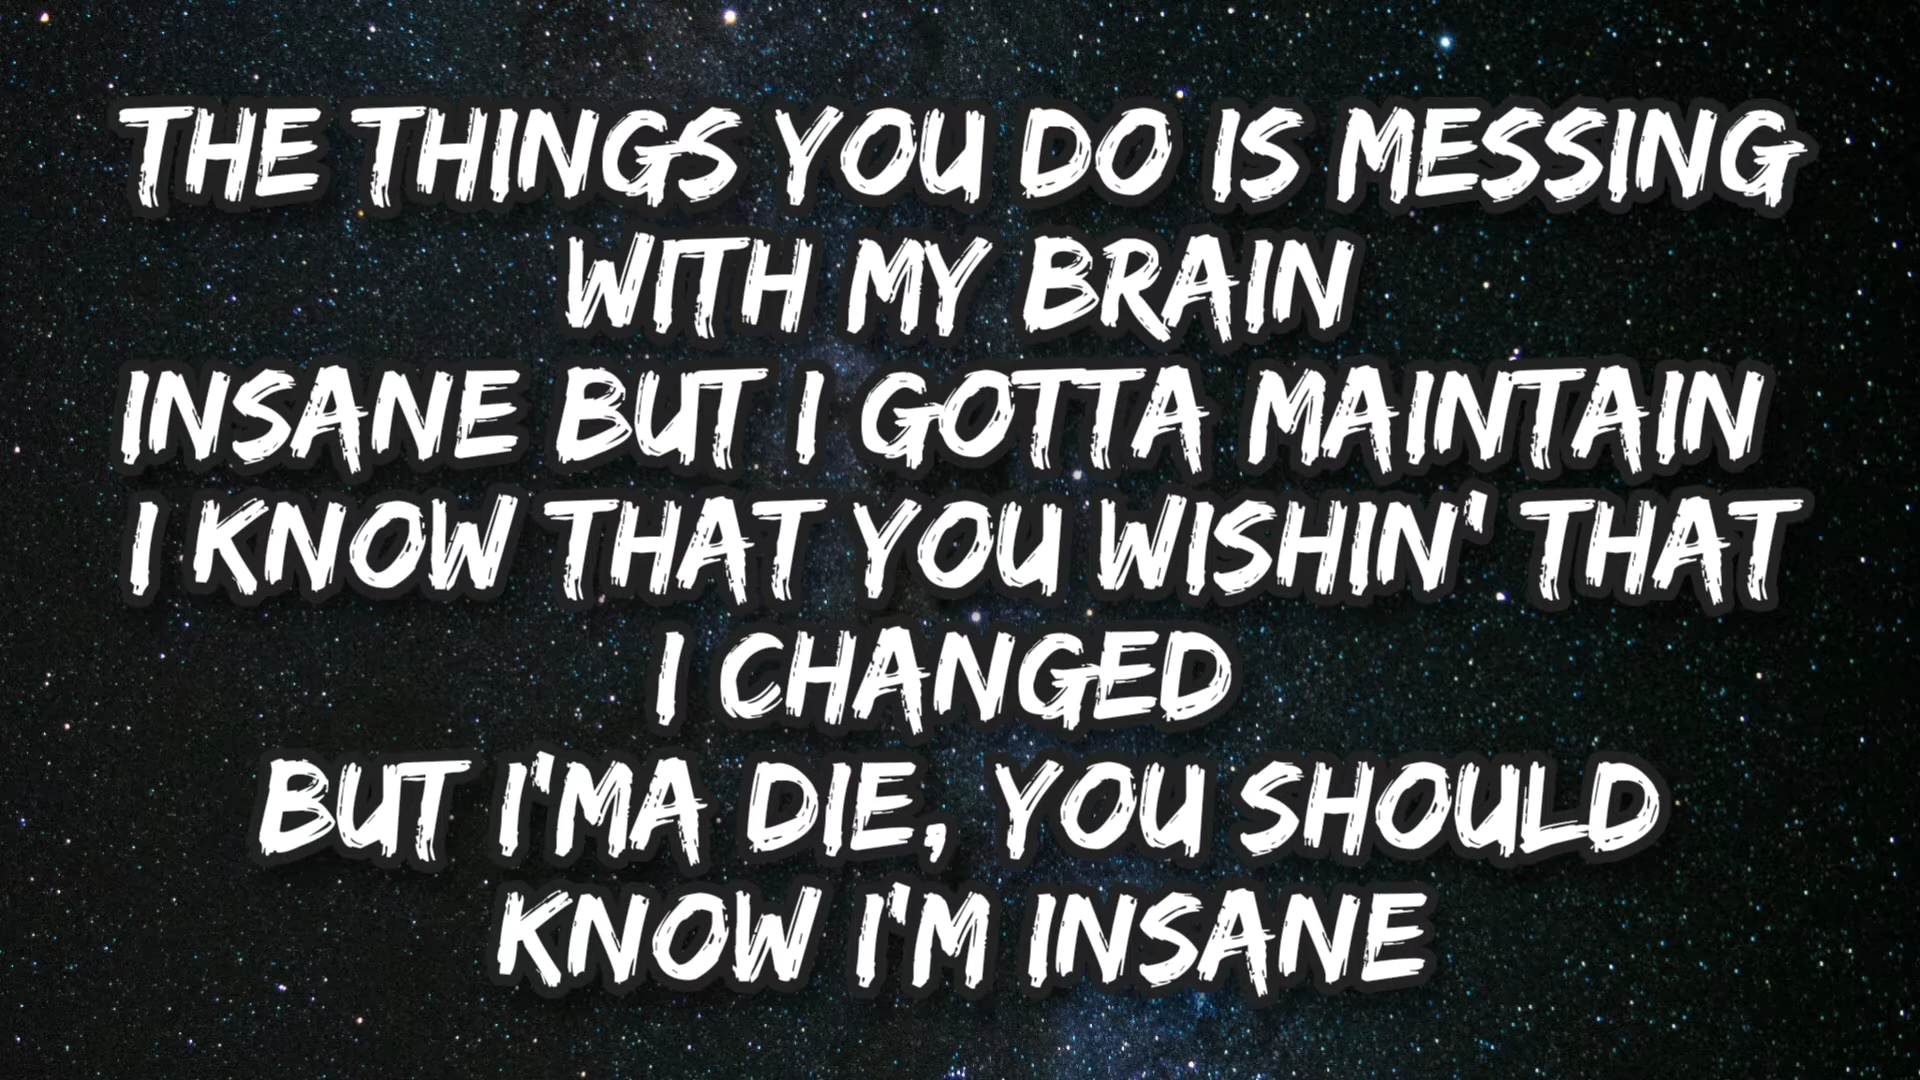 THE THINGS YOU DO IS MESSING
WITH MY BRAIN
INSANE BUT I GOTTA MAINTAIN
I KNOW THAT YOU WISHIN' THAT
I CHANGED
BUT I'MA DIE, YOU SHOULD
KNOW I'M INSANE